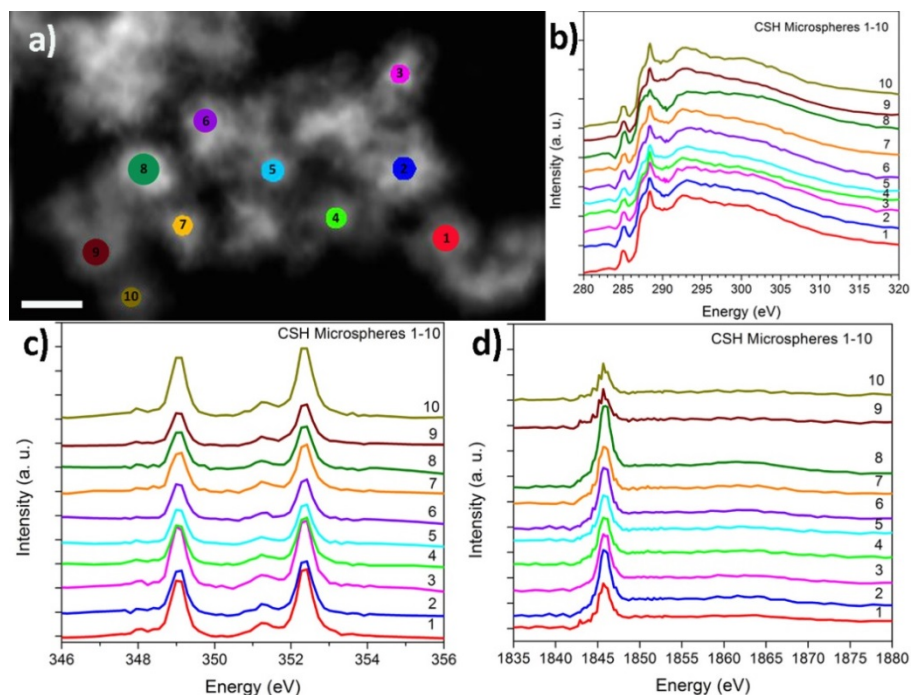 a)
3
6
8
5
2
4
7
1
9
10
b)
CSH Microspheres 1-10
10
9
8
7
6
5
4
3
2
1
Intensity (a. u.)
280 285 290 295 300 305 310 315 320
Energy (eV)
c)
CSH Microspheres 1-10
10
9
8
7
6
5
4
3
2
1
Intensity (a. u.)
346 348 350 352 354 356
Energy (eV)
d)
CSH Microspheres 1-10
10
9
8
7
6
5
4
3
2
1
Intensity (a. u.)
1835 1840 1845 1850 1855 1860 1865 1870 1875 1880
Energy (eV)